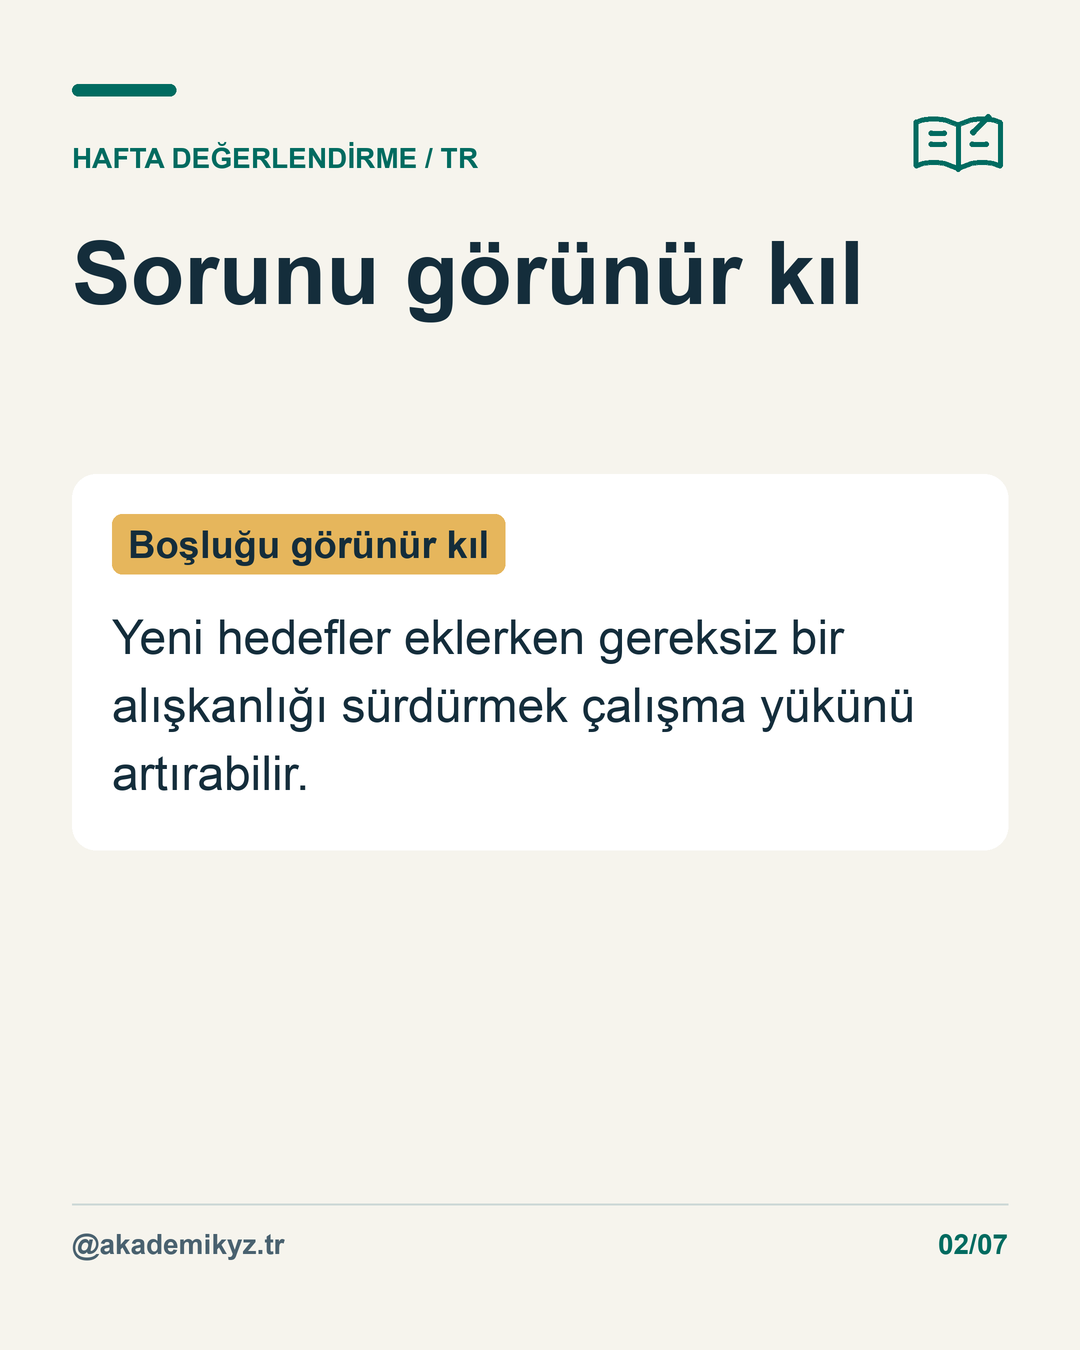 HAFTA DEĞERLENDİRME / TR
Sorunu görünür kıl
Boşluğu görünür kıl
Yeni hedefler eklerken gereksiz bir
alışkanlığı sürdürmek çalışma yükünü
artırabilir.
@akademikyz.tr
02/07